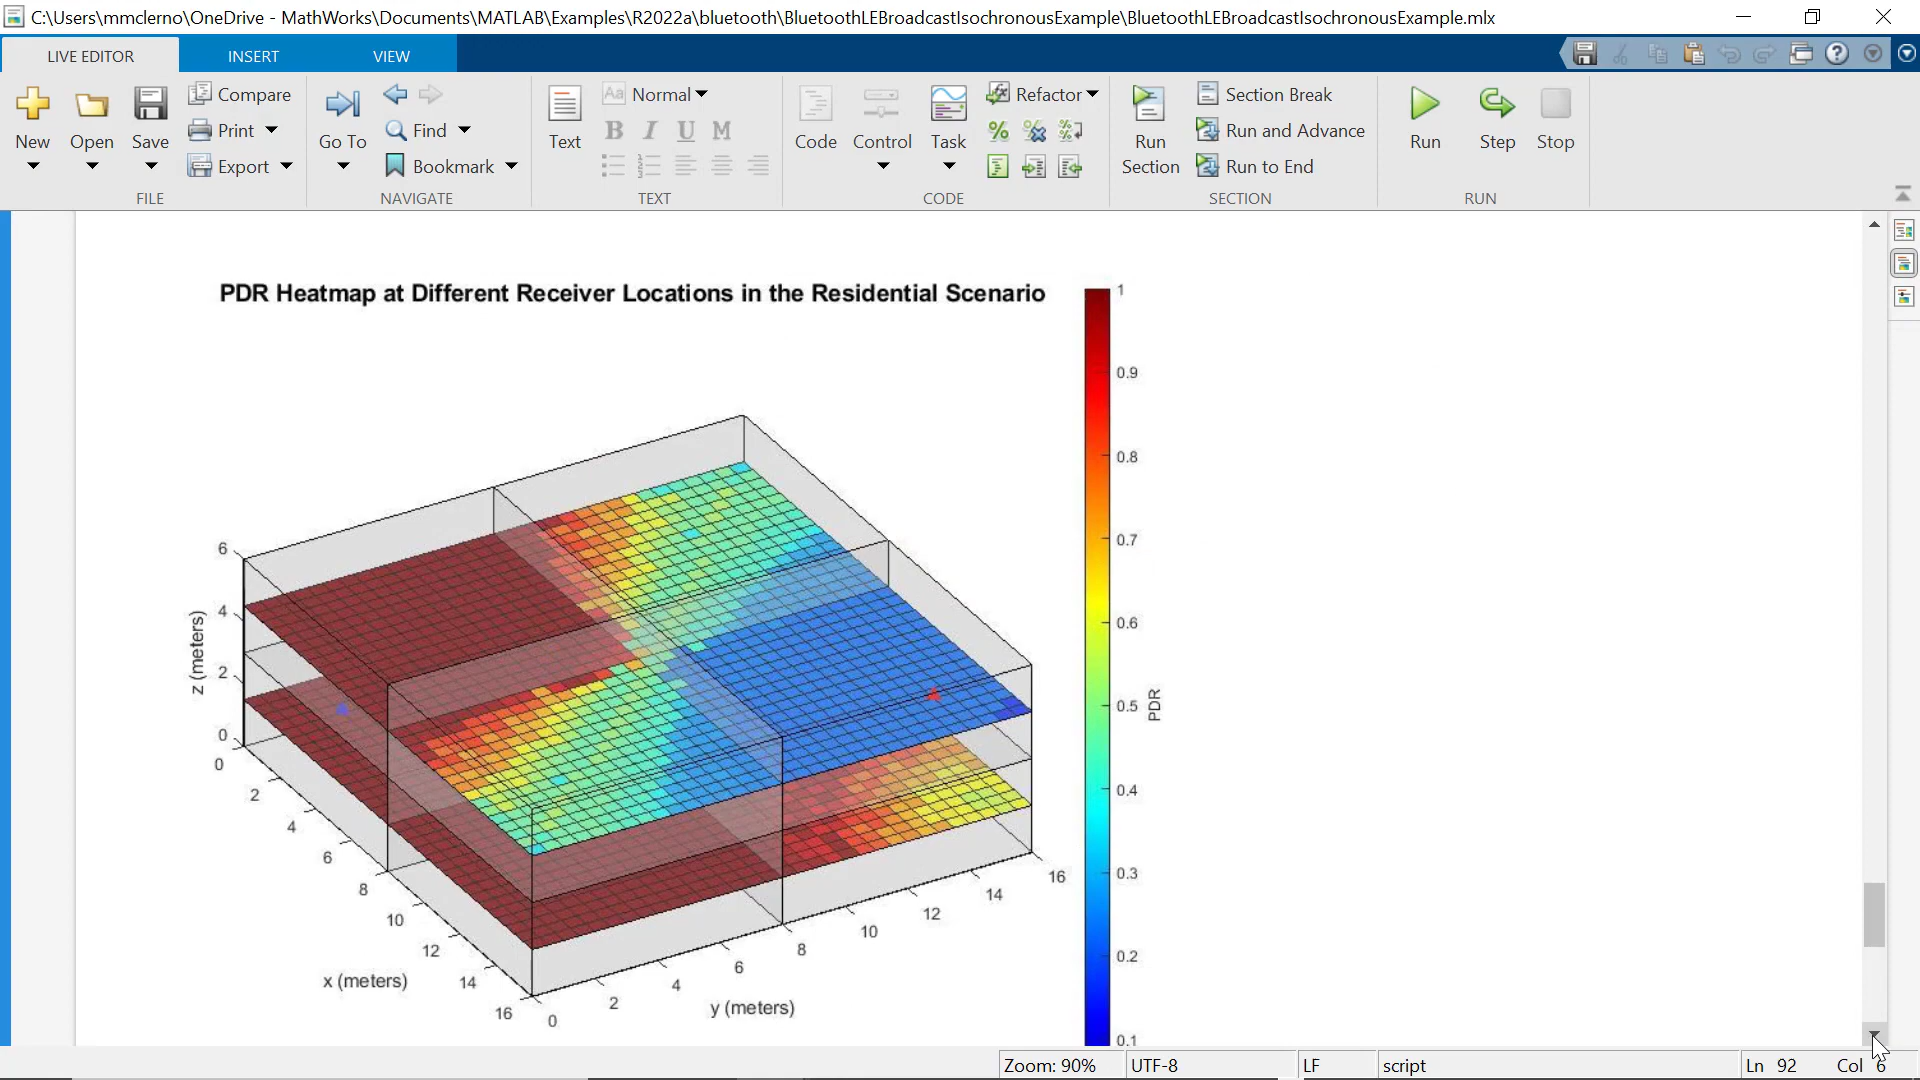 C:\Users\mmclerno\OneDrive - MathWorks\Documents\MATLAB\Examples\R2022a\bluetooth\BluetoothLEBroadcastIsochronousExample\BluetoothLEBroadcastIsochronousExample.mlx
LIVE EDITOR INSERT VIEW
New Open Save Compare Print Export
FILE
Go To Find Bookmark
NAVIGATE
Text Aa Normal B I U M
TEXT
Code Control Task Refactor
CODE
Run Section Section Break Run and Advance Run to End
SECTION
Run Step Stop
RUN
PDR Heatmap at Different Receiver Locations in the Residential Scenario
1
0.9
0.8
0.7
0.6
0.5
0.4
0.3
0.2
0.1
PDR
6
4
2
0
z (meters)
0
2
4
6
8
10
12
14
16
x (meters)
0
2
4
6
8
10
12
14
16
y (meters)
Zoom: 90% UTF-8 LF script Ln 92 Col 6